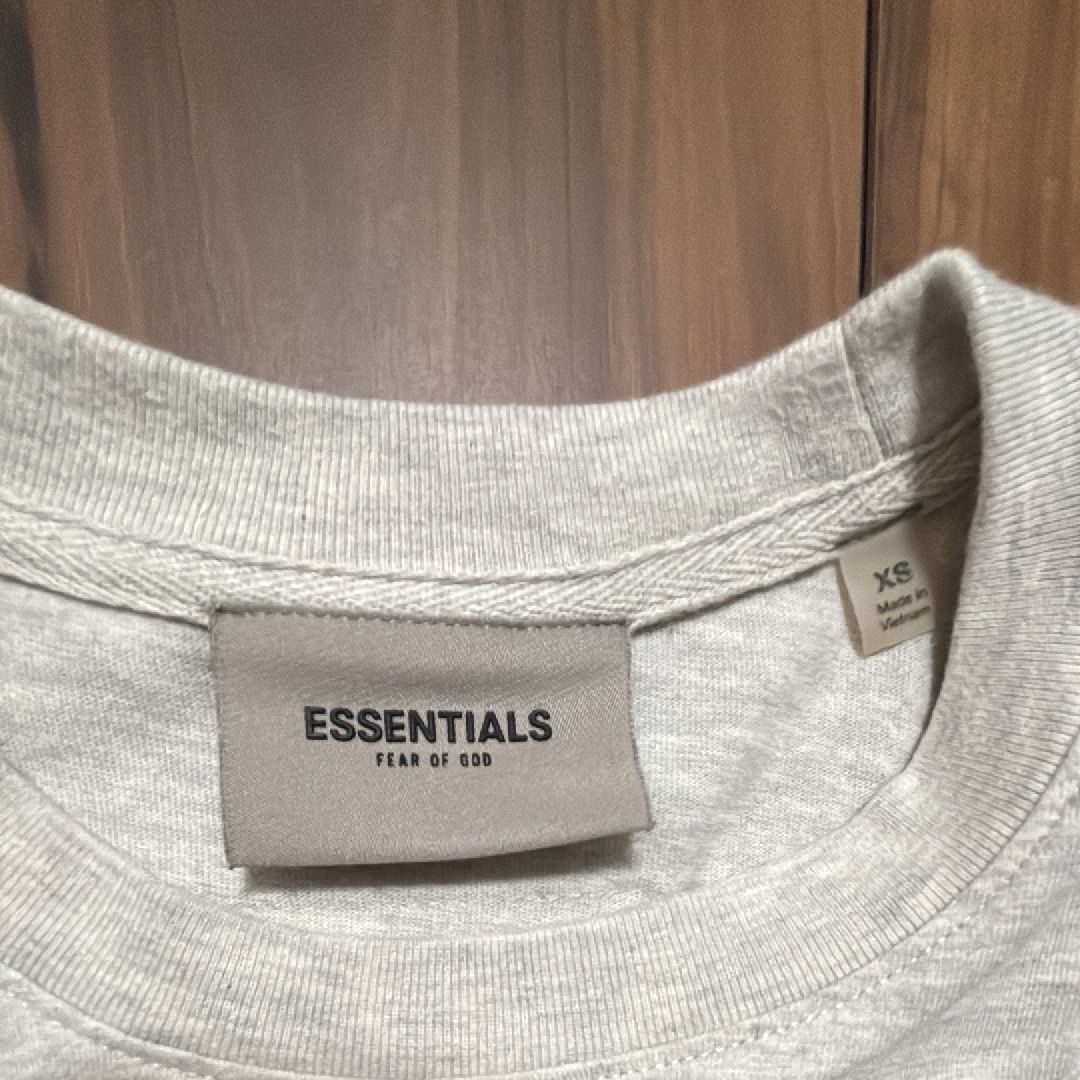 ESSENTIALS
FEAR OF GOD
XS
Made in
Vietnam